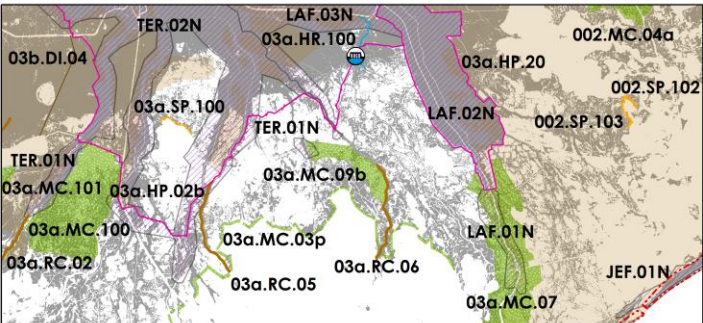 LAF.03N
TER.02N
03a.HR.100
002.MC.04a
03b.DI.04
03a.HP.20
002.SP.102
03a.SP.100
LAF.02N
002.SP.103
TER.01N
TER.01N
03a.MC.101
03a.HP.02b
03a.MC.09b
03a.MC.100
03a.MC.03p
LAF.01N
03a.RC.02
03a.RC.05
03a.RC.06
JEF.01N
03a.MC.07